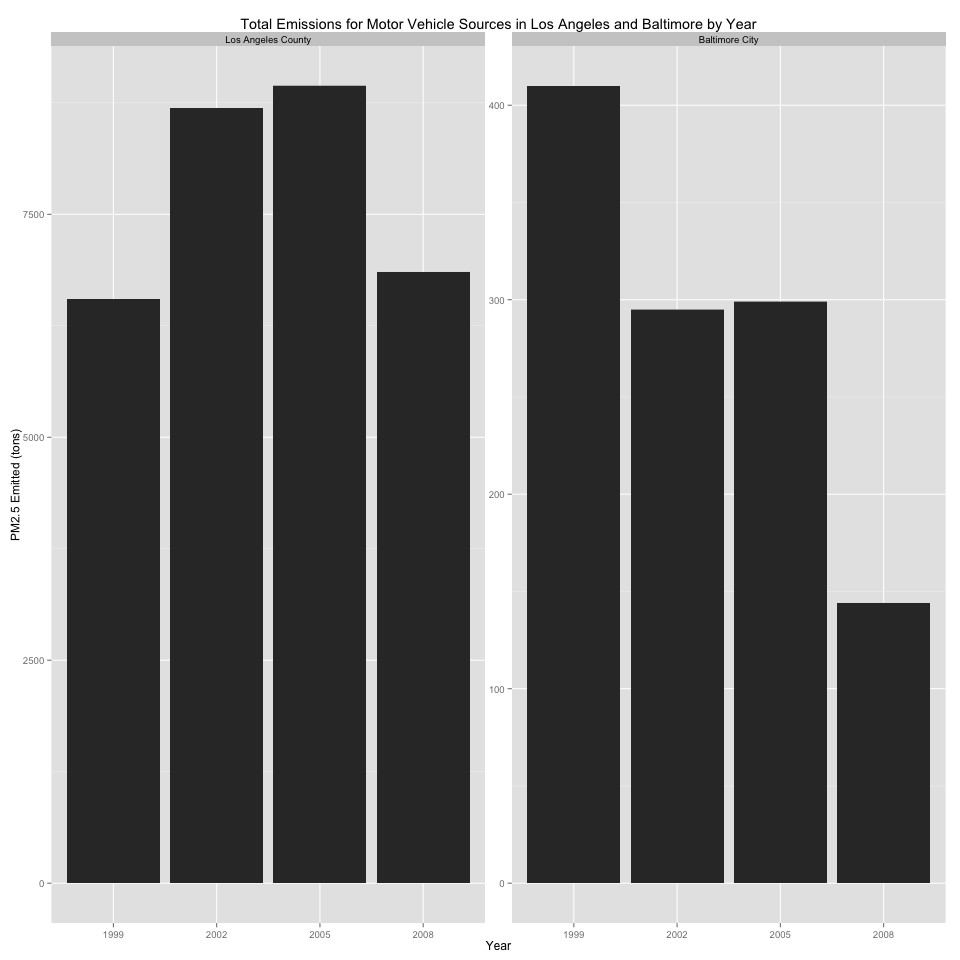 Total Emissions for Motor Vehicle Sources in Los Angeles and Baltimore by Year
Los Angeles County
Baltimore City
PM2.5 Emitted (tons)
7500
5000
2500
0
400
300
200
100
0
1999 2002 2005 2008
1999 2002 2005 2008
Year